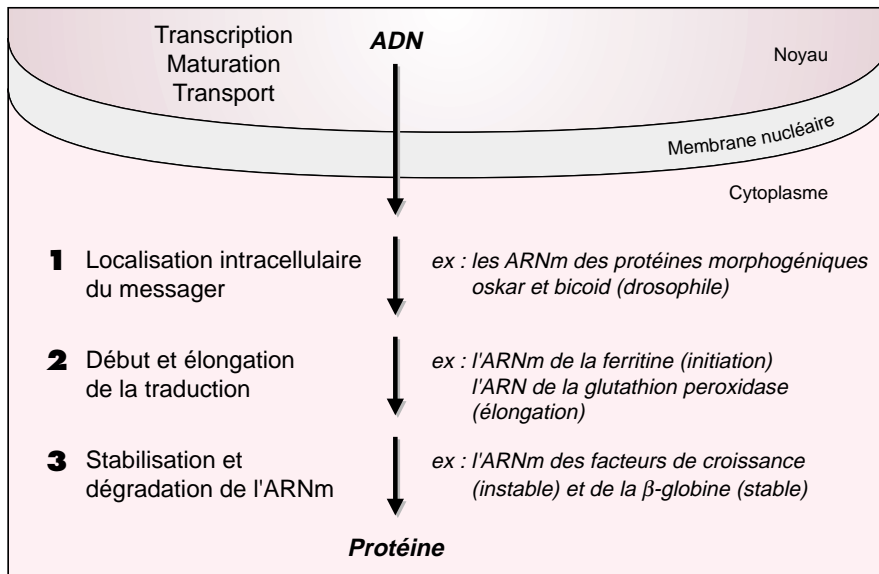 Transcription
Maturation
Transport
ADN
Noyau
Membrane nucléaire
Cytoplasme
1 Localisation intracellulaire
du messager
ex : les ARNm des protéines morphogéniques
oskar et bicoid (drosophile)
2 Début et élongation
de la traduction
ex : l'ARNm de la ferritine (initiation)
l'ARN de la glutathion peroxidase
(élongation)
3 Stabilisation et
dégradation de l'ARNm
ex : l'ARNm des facteurs de croissance
(instable) et de la β-globine (stable)
Protéine